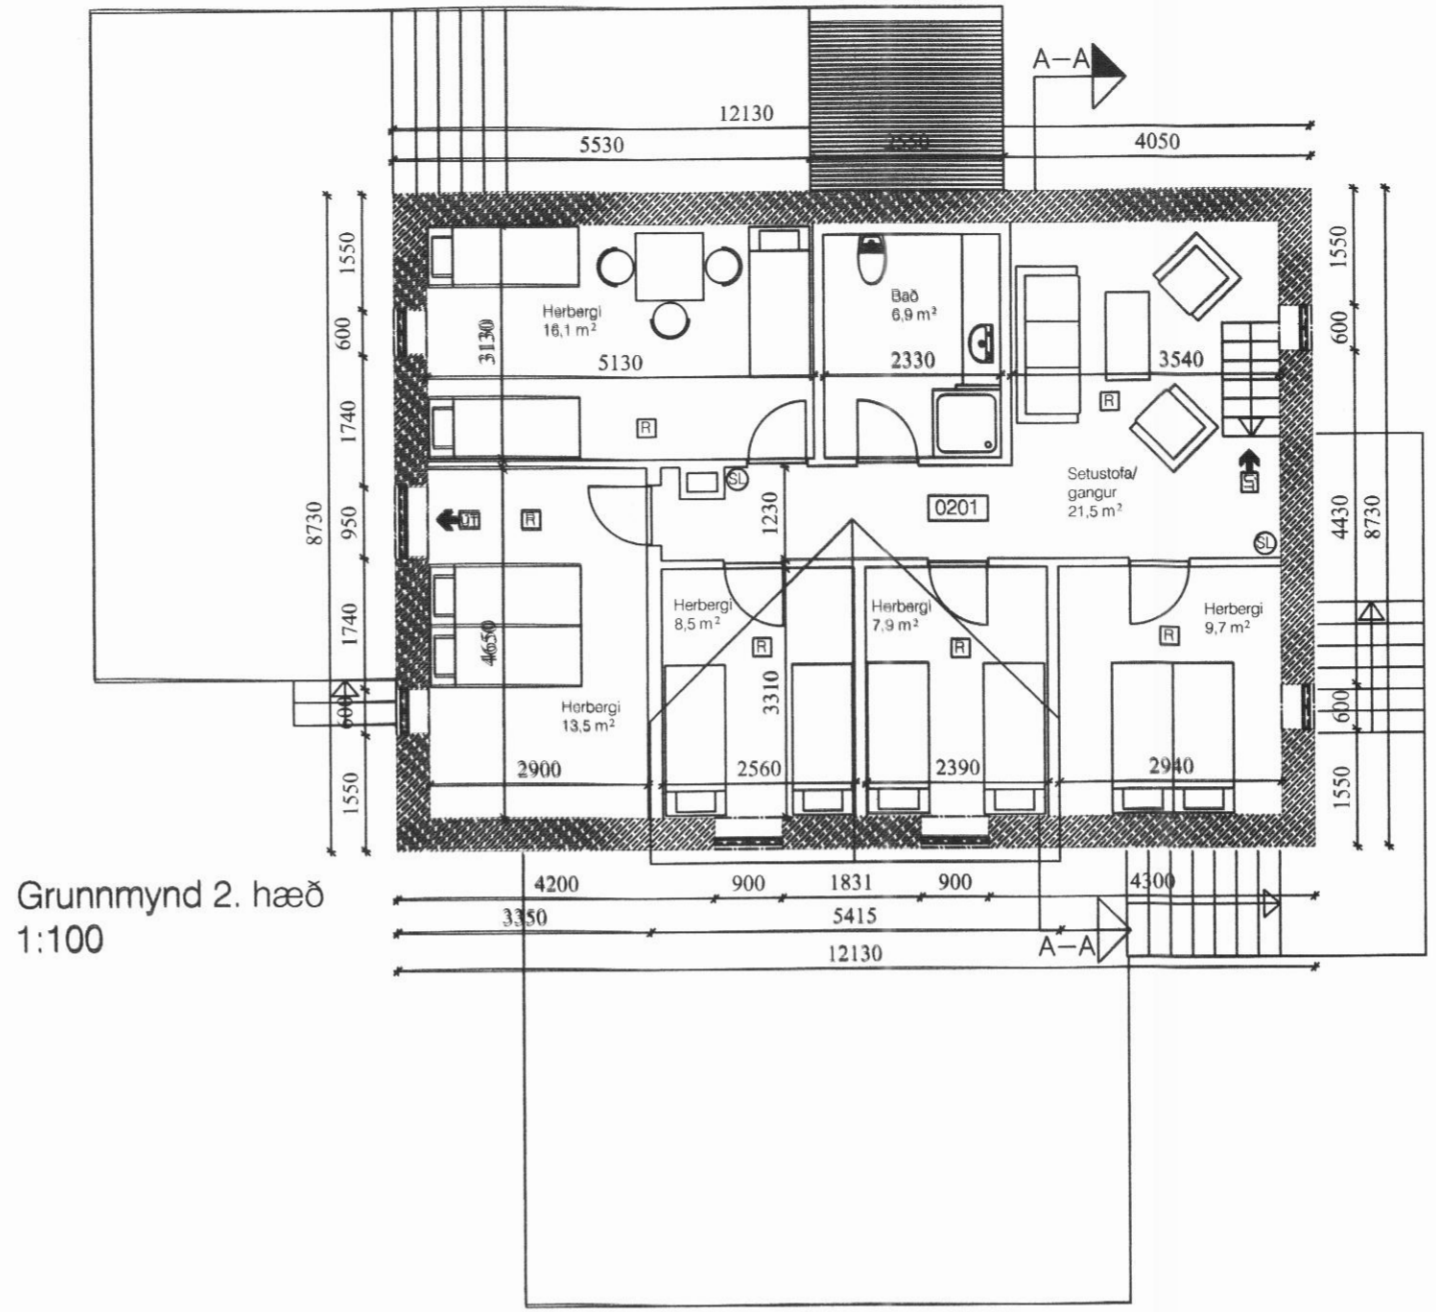 A–A
12130
5530
2550
4050
1550
600
1740
950
1740
600
1550
8730
1550
600
4430
600
1550
8730
Herbergi
16,1 m²
3130
5130
R
Bað
6,9 m²
2330
3540
R
Setustofa/
gangur
21,5 m²
SL
0201
1230
ÚT
R
ÚT
SL
4650
Herbergi
13,5 m²
2900
Herbergi
8,5 m²
R
3310
2560
Herbergi
7,9 m²
R
2390
Herbergi
9,7 m²
R
2940
4200
900
1831
900
4300
3350
5415
A–A
12130
Grunnmynd 2. hæð
1:100